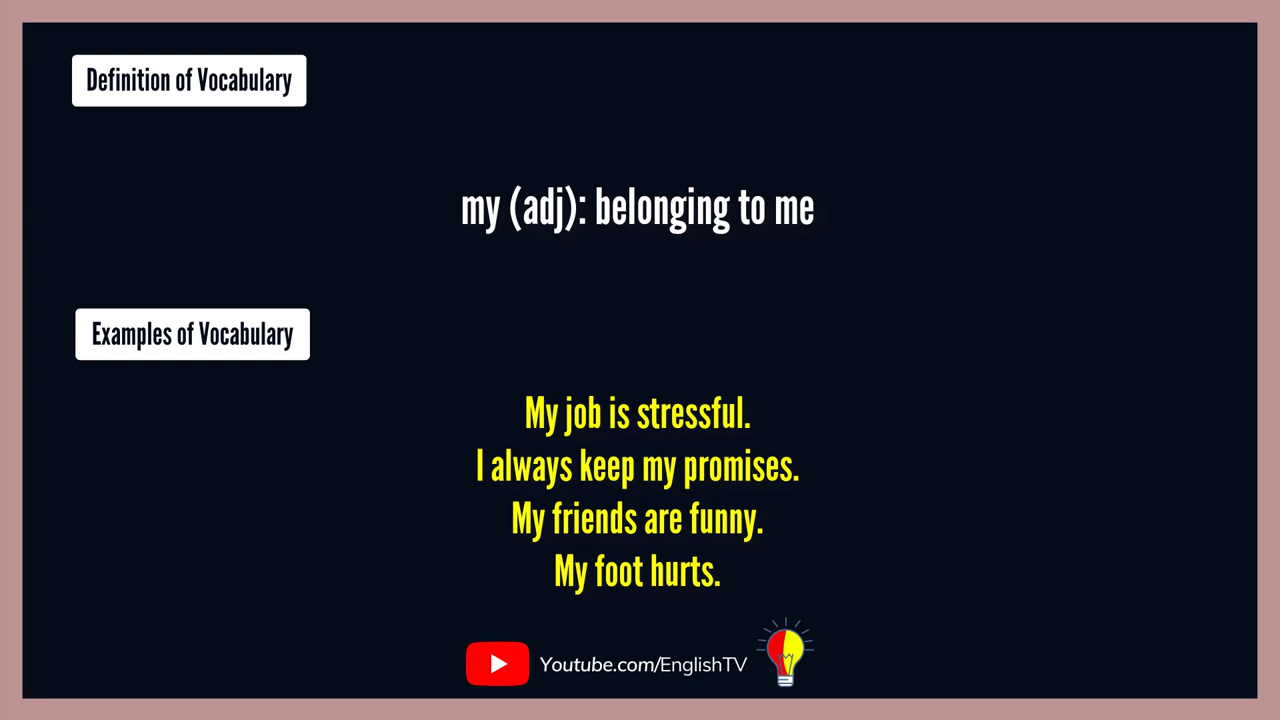 Definition of Vocabulary
my (adj): belonging to me
Examples of Vocabulary
My job is stressful.
I always keep my promises.
My friends are funny.
My foot hurts.
Youtube.com/EnglishTV